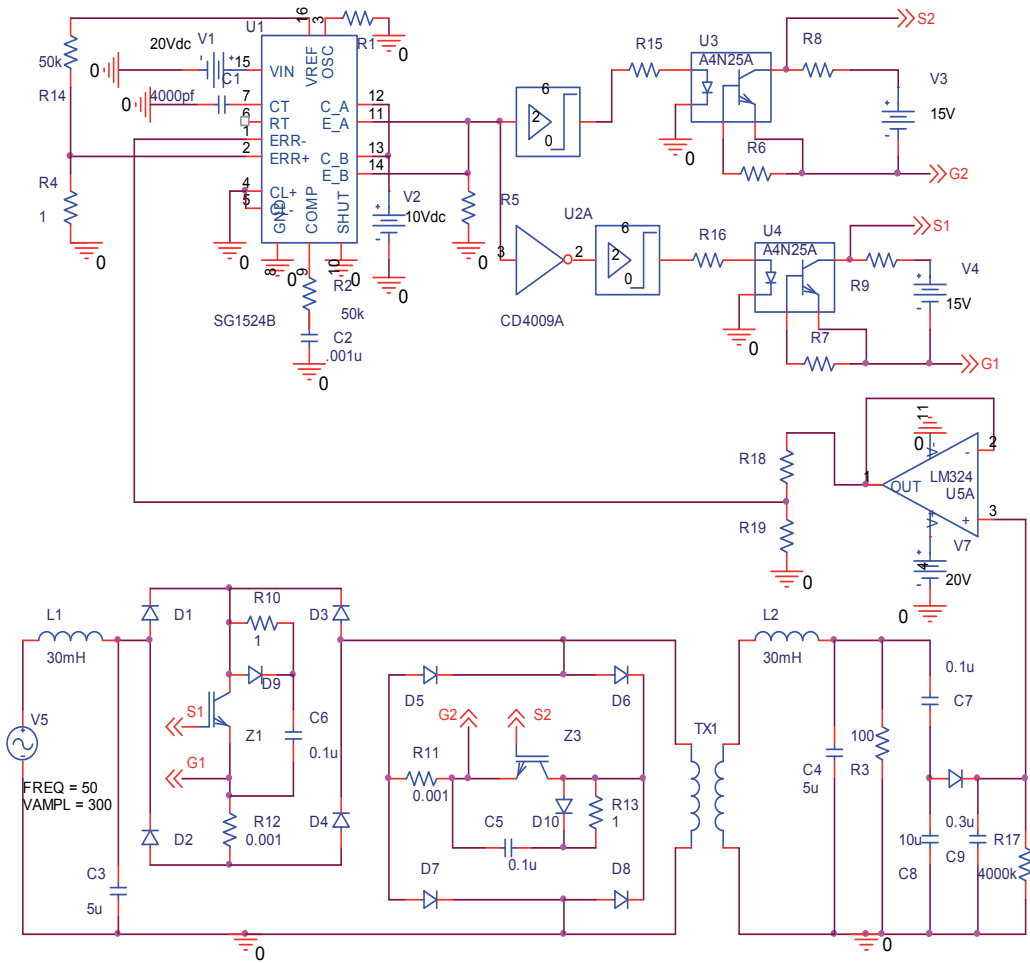 16
3
U1
R1
0
S2
50k
20Vdc
V1
R15
U3
A4N25A
R8
0
15
VIN
VREF
OSC
R14
C1
V3
4000pf
7
CT
C_A
12
0
6
RT
E_A
11
2
0
15V
1
ERR-
2
ERR+
C_B
13
E_B
14
0
R6
G2
R4
1
4
CL+
5
CL-
GND
COMP
SHUT
V2
10Vdc
R5
U2A
6
R16
U4
A4N25A
S1
0
0
8
9
10
0
0
3
2
2
0
R9
V4
15V
0
0
R2
50k
SG1524B
C2
.001u
0
CD4009A
0
R7
G1
11
0
V-
2
R18
1
OUT
-
LM324
U5A
R19
V+
+
3
V7
4
20V
0
0
L1
30mH
D1
R10
1
D3
L2
30mH
D9
D5
D6
0.1u
C7
S1
C6
G2
S2
V5
Z1
0.1u
Z3
TX1
100
G1
R11
0.001
C4
5u
R3
FREQ = 50
VAMPL = 300
R12
0.001
D4
C5
D10
R13
1
0.3u
D2
0.1u
10u
R17
C3
5u
D7
D8
C8
C9
4000k
0
0